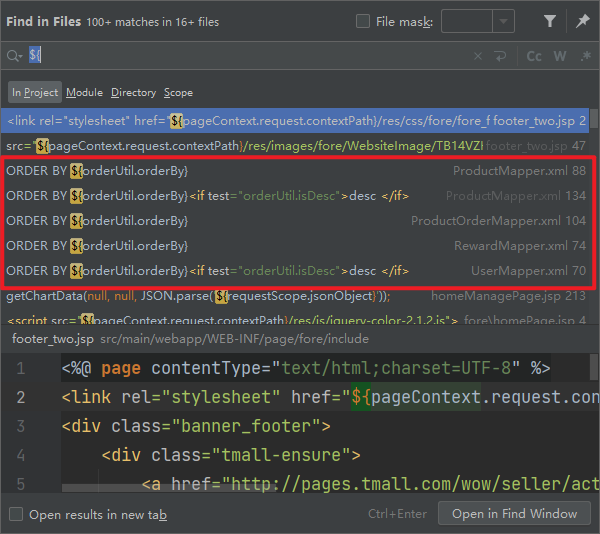 Find in Files 100+ matches in 16+ files File mask:
${ Cc W .*
In Project Module Directory Scope
<link rel="stylesheet" href="${pageContext.request.contextPath}/res/css/fore/fore_f footer_two.jsp 2
src="${pageContext.request.contextPath}/res/images/fore/WebsiteImage/TB14VZI footer_two.jsp 47
ORDER BY ${orderUtil.orderBy} ProductMapper.xml 88
ORDER BY ${orderUtil.orderBy}<if test="orderUtil.isDesc">desc </if> ProductMapper.xml 134
ORDER BY ${orderUtil.orderBy} ProductOrderMapper.xml 104
ORDER BY ${orderUtil.orderBy} RewardMapper.xml 74
ORDER BY ${orderUtil.orderBy}<if test="orderUtil.isDesc">desc </if> UserMapper.xml 70
getChartData(null, null, JSON.parse('${requestScope.jsonObject}')); homeManagePage.jsp 213
<script src="${pageContext.request.contextPath}/res/js/jquery-color-2.1.2.js"> fore\homePage.jsp 4
footer_two.jsp src/main/webapp/WEB-INF/page/fore/include
1 <%@ page contentType="text/html;charset=UTF-8" %>
2 <link rel="stylesheet" href="${pageContext.request.con
3 <div class="banner_footer">
4 <div class="tmall-ensure">
5 <a href="http://pages.tmall.com/wow/seller/act
Open results in new tab Ctrl+Enter Open in Find Window